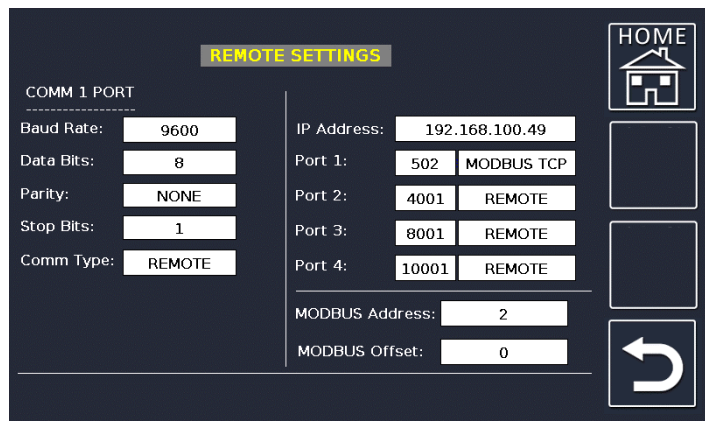 HOME
REMOTE SETTINGS
COMM 1 PORT
------------------
Baud Rate: 9600
Data Bits: 8
Parity: NONE
Stop Bits: 1
Comm Type: REMOTE
IP Address: 192.168.100.49
Port 1: 502 MODBUS TCP
Port 2: 4001 REMOTE
Port 3: 8001 REMOTE
Port 4: 10001 REMOTE
MODBUS Address: 2
MODBUS Offset: 0